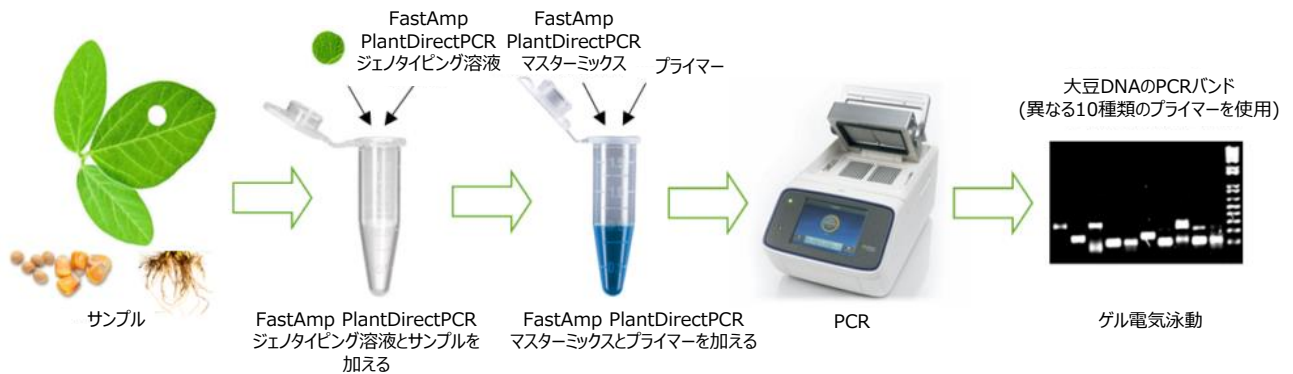 FastAmp
PlantDirectPCR
ジェノタイピング溶液
FastAmp
PlantDirectPCR
マスターミックス
プライマー
大豆DNAのPCRバンド
(異なる10種類のプライマーを使用)
サンプル
FastAmp PlantDirectPCR
ジェノタイピング溶液とサンプルを
加える
FastAmp PlantDirectPCR
マスターミックスとプライマーを加える
PCR
ゲル電気泳動